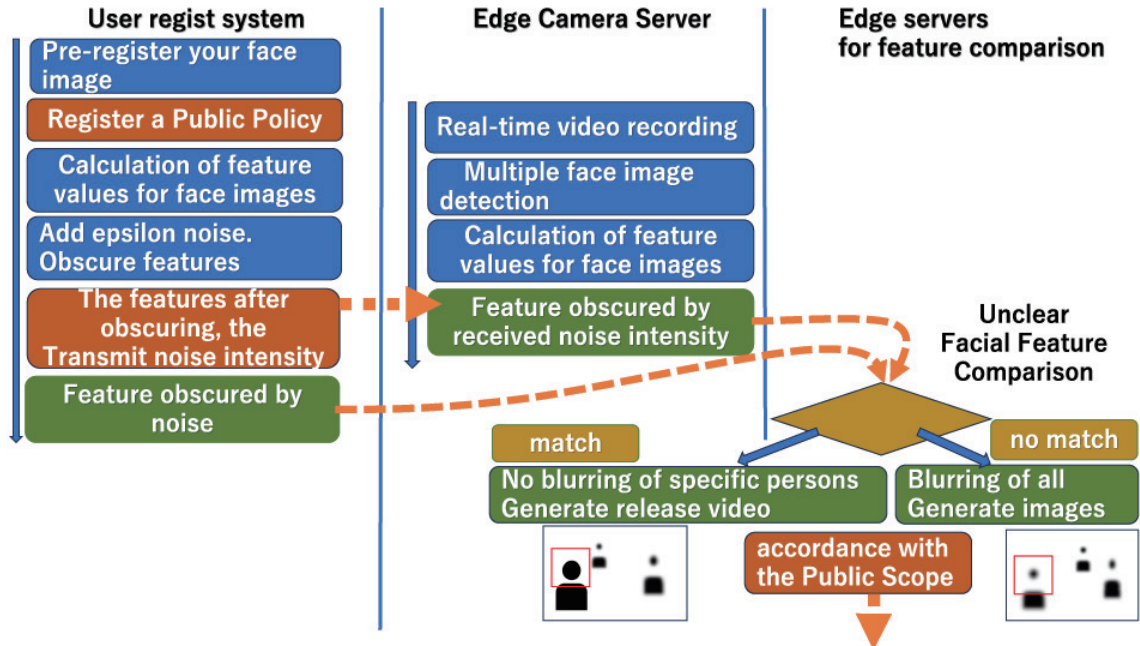 User regist system
Pre-register your face
image
Register a Public Policy
Calculation of feature
values for face images
Add epsilon noise.
Obscure features
The features after
obscuring, the
Transmit noise intensity
Feature obscured by
noise
Edge Camera Server
Real-time video recording
Multiple face image
detection
Calculation of feature
values for face images
Feature obscured by
received noise intensity
Edge servers
for feature comparison
Unclear
Facial Feature
Comparison
match
no match
No blurring of specific persons
Generate release video
Blurring of all
Generate images
accordance with
the Public Scope